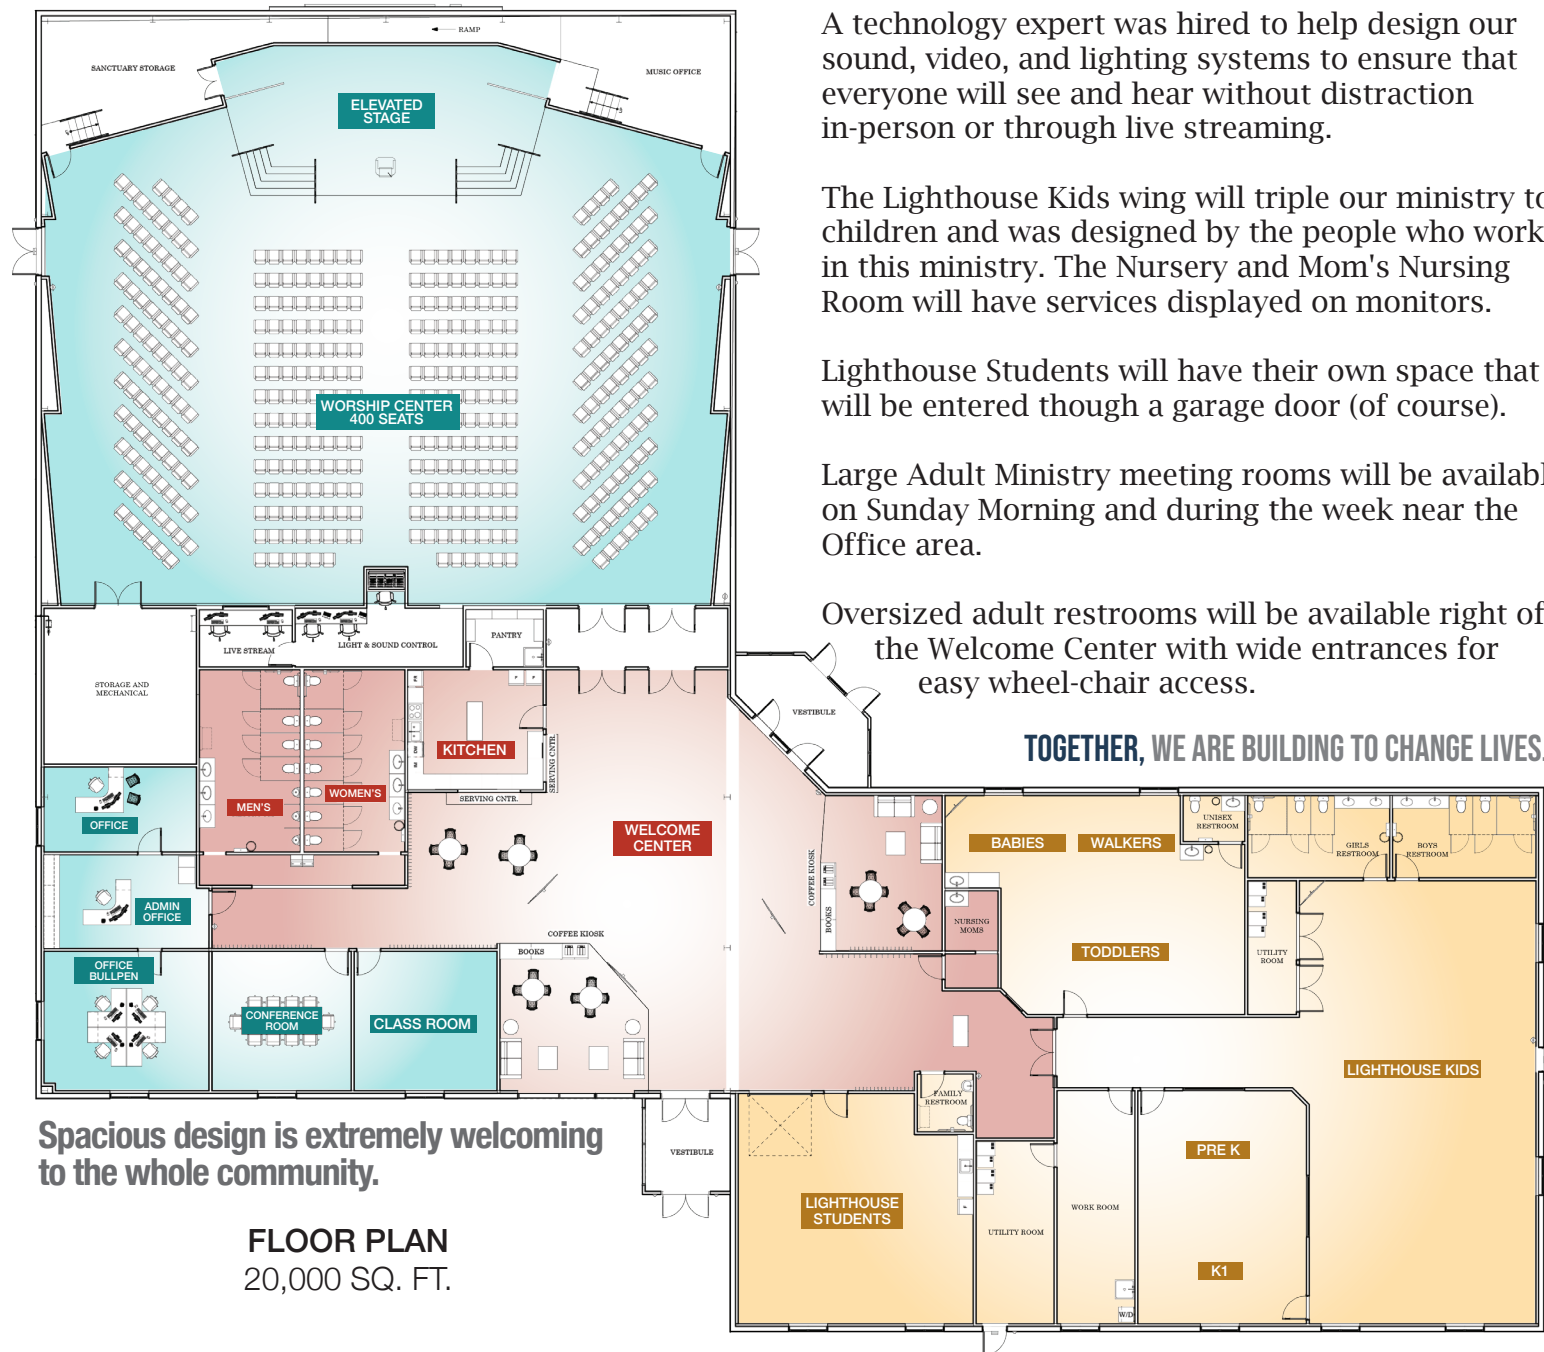 RAMP
SANCTUARY STORAGE
MUSIC OFFICE
ELEVATED
STAGE
WORSHIP CENTER
400 SEATS
A technology expert was hired to help design our
sound, video, and lighting systems to ensure that
everyone will see and hear without distraction
in-person or through live streaming.
The Lighthouse Kids wing will triple our ministry to
children and was designed by the people who work
in this ministry. The Nursery and Mom's Nursing
Room will have services displayed on monitors.
Lighthouse Students will have their own space that
will be entered though a garage door (of course).
Large Adult Ministry meeting rooms will be availabl
on Sunday Morning and during the week near the
Office area.
Oversized adult restrooms will be available right of
the Welcome Center with wide entrances for
easy wheel-chair access.
TOGETHER, WE ARE BUILDING TO CHANGE LIVES.
LIVE STREAM
LIGHT & SOUND CONTROL
PANTRY
STORAGE AND
MECHANICAL
VESTIBULE
KITCHEN
SERVING CNTR.
SERVING CNTR.
MEN'S
WOMEN'S
OFFICE
WELCOME
CENTER
ADMIN
OFFICE
OFFICE
BULLPEN
CONFERENCE
ROOM
CLASS ROOM
COFFEE KIOSK
BOOKS
COFFEE KIOSK
BOOKS
BABIES
WALKERS
UNISEX
RESTROOM
GIRLS
RESTROOM
BOYS
RESTROOM
NURSING
MOMS
TODDLERS
UTILITY
ROOM
LIGHTHOUSE KIDS
FAMILY
RESTROOM
VESTIBULE
LIGHTHOUSE
STUDENTS
UTILITY ROOM
WORK ROOM
W/D
PRE K
K1
Spacious design is extremely welcoming
to the whole community.
FLOOR PLAN
20,000 SQ. FT.